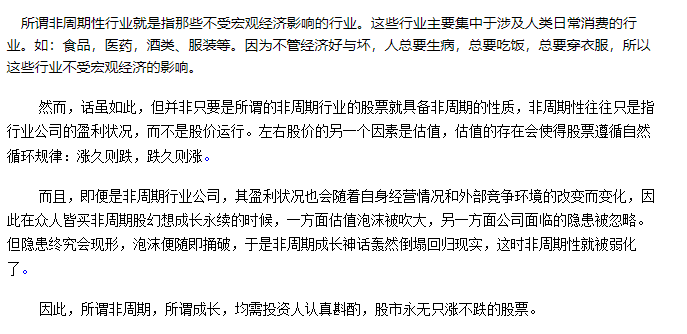 所谓非周期性行业就是指那些不受宏观经济影响的行业。这些行业主要集中于涉及人类日常消费的行
业。如：食品，医药，酒类、服装等。因为不管经济好与坏，人总要生病，总要吃饭，总要穿衣服，所以
这些行业不受宏观经济的影响。
然而，话虽如此，但并非只要是所谓的非周期行业的股票就具备非周期的性质，非周期性往往只是指
行业公司的盈利状况，而不是股价运行。左右股价的另一个因素是估值，估值的存在会使得股票遵循自然
循环规律：涨久则跌，跌久则涨。
而且，即便是非周期行业公司，其盈利状况也会随着自身经营情况和外部竞争环境的改变而变化，因
此在众人皆买非周期股幻想成长永续的时候，一方面估值泡沫被吹大，另一方面公司面临的隐患被忽略。
但隐患终究会现形，泡沫便随即捅破，于是非周期成长神话轰然倒塌回归现实，这时非周期性就被弱化
了。
因此，所谓非周期，所谓成长，均需投资人认真斟酌，股市永无只涨不跌的股票。